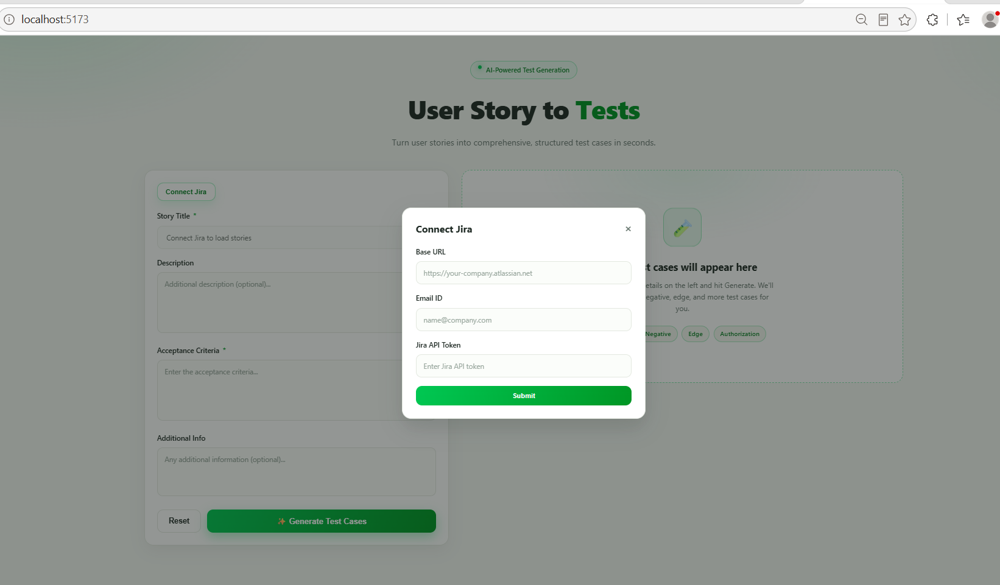 localhost:5173
AI-Powered Test Generation
User Story to Tests
Turn user stories into comprehensive, structured test cases in seconds.
Connect Jira
Story Title *
Connect Jira to load stories
Description
Additional description (optional)...
Acceptance Criteria *
Enter the acceptance criteria...
Additional Info
Any additional information (optional)...
Reset
✨ Generate Test Cases
Connect Jira
×
Base URL
https://your-company.atlassian.net
Email ID
name@company.com
Jira API Token
Enter Jira API token
Submit
cases will appear here
on the left and hit Generate. We'll
edge, and more test cases for
you.
Negative
Edge
Authorization